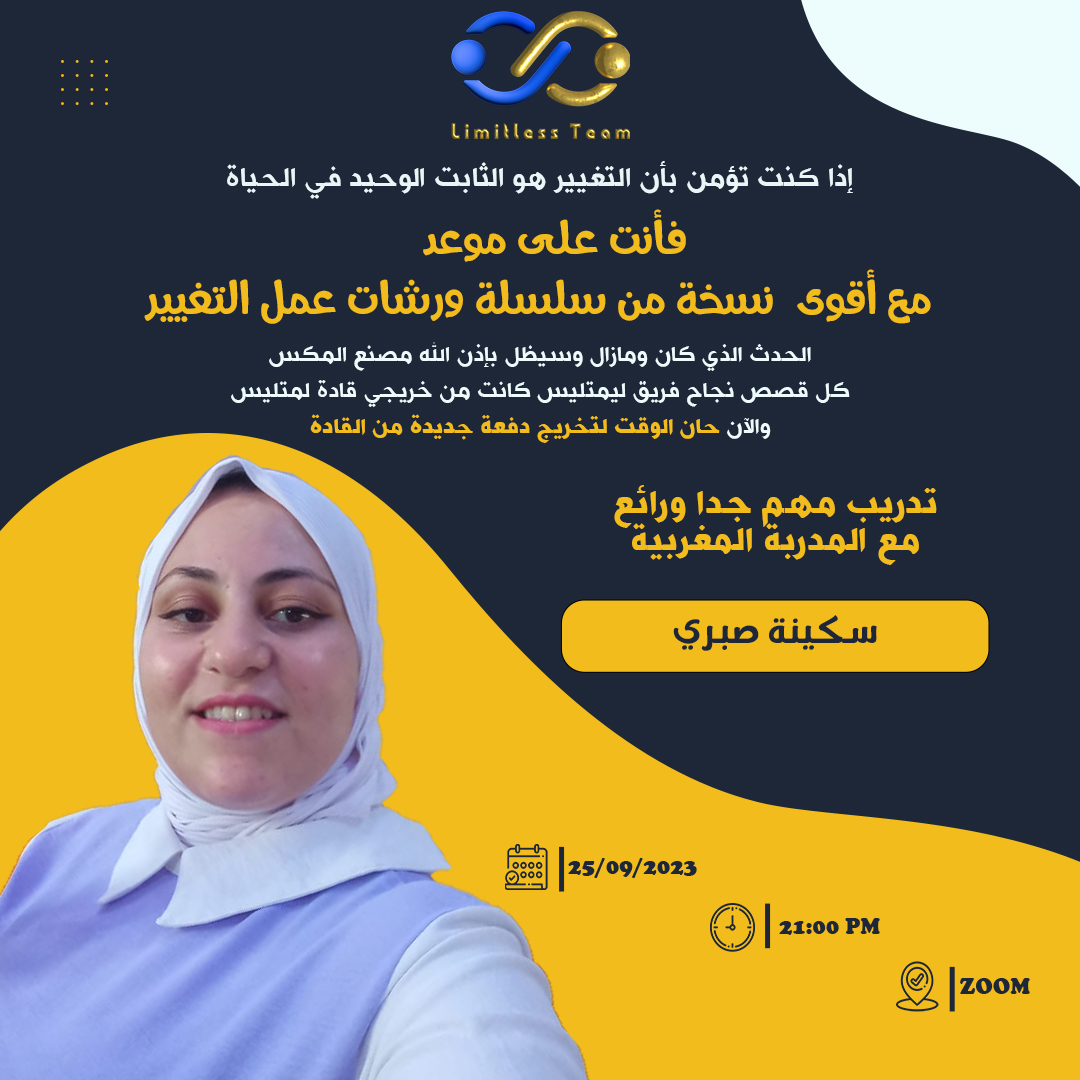 Limitless Team
إذا كنت تؤمن بأن التغيير هو الثابت الوحيد في الحياة
فأنت على موعد
مع أقوى نسخة من سلسلة ورشات عمل التغيير
الحدث الذي كان ومازال وسيظل بإذن الله مصنع المكس
كل قصص نجاح فريق ليمتليس كانت من خريجي قادة لمتليس
والآن حان الوقت لتخريج دفعة جديدة من القادة
تدريب مهم جدا ورائع
مع المدربة المغربية
سكينة صبري
25/09/2023
21:00 PM
ZOOM